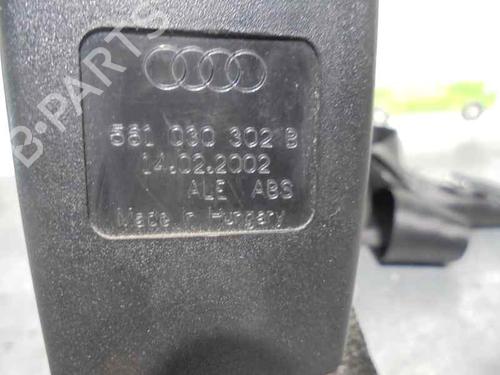 B-PARTS
561 030 302 B
14.02.2002
ALE ABS
Made in Hungary